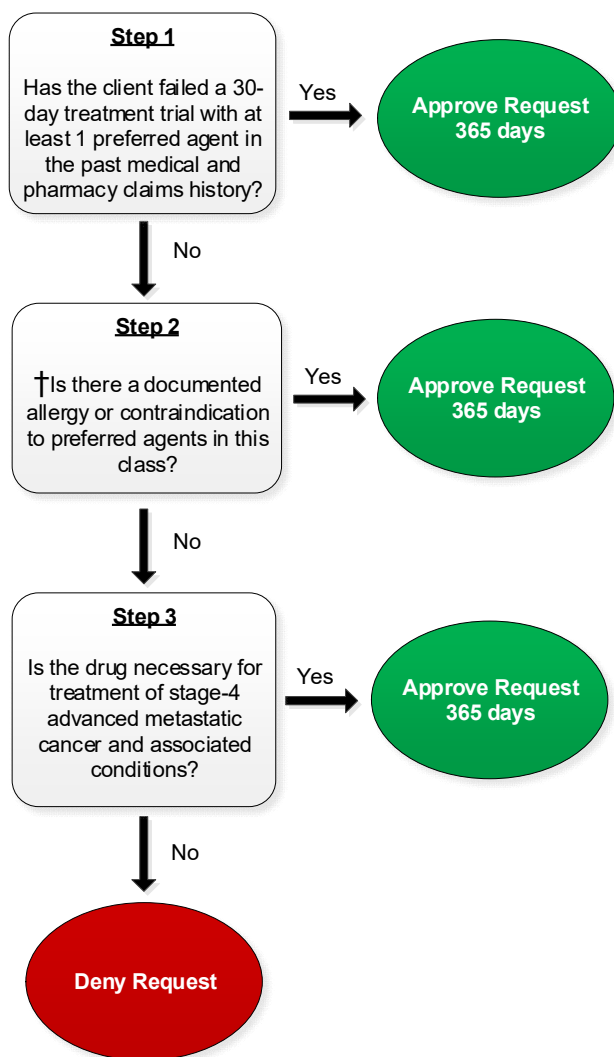 Step 1
Has the client failed a 30-
day treatment trial with at
least 1 preferred agent in
the past medical and
pharmacy claims history?
Yes
Approve Request
365 days
No
Step 2
†Is there a documented
allergy or contraindication
to preferred agents in this
class?
Yes
Approve Request
365 days
No
Step 3
Is the drug necessary for
treatment of stage-4
advanced metastatic
cancer and associated
conditions?
Yes
Approve Request
365 days
No
Deny Request